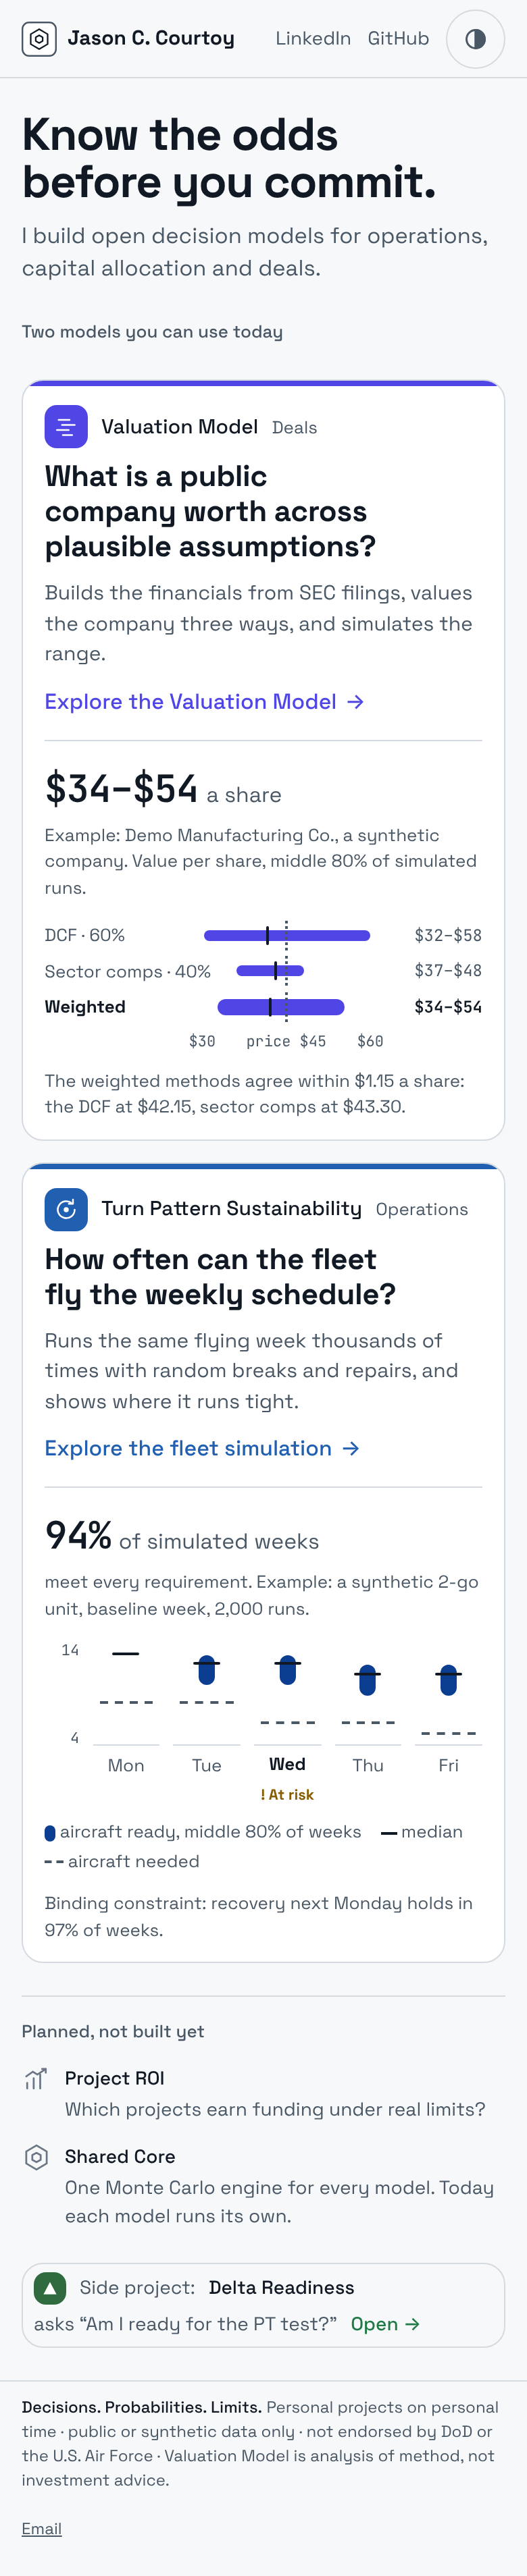 Jason C. Courtoy LinkedIn GitHub
Know the odds
before you commit.
I build open decision models for operations,
capital allocation and deals.
Two models you can use today
Valuation Model Deals
What is a public
company worth across
plausible assumptions?
Builds the financials from SEC filings, values
the company three ways, and simulates the
range.
Explore the Valuation Model →
$34–$54 a share
Example: Demo Manufacturing Co., a synthetic
company. Value per share, middle 80% of simulated
runs.
DCF · 60% $32–$58
Sector comps · 40% $37–$48
Weighted $34–$54
$30 price $45 $60
The weighted methods agree within $1.15 a share:
the DCF at $42.15, sector comps at $43.30.
Turn Pattern Sustainability Operations
How often can the fleet
fly the weekly schedule?
Runs the same flying week thousands of
times with random breaks and repairs, and
shows where it runs tight.
Explore the fleet simulation →
94% of simulated weeks
meet every requirement. Example: a synthetic 2-go
unit, baseline week, 2,000 runs.
14
4
Mon Tue Wed Thu Fri
! At risk
aircraft ready, middle 80% of weeks median
aircraft needed
Binding constraint: recovery next Monday holds in
97% of weeks.
Planned, not built yet
Project ROI
Which projects earn funding under real limits?
Shared Core
One Monte Carlo engine for every model. Today
each model runs its own.
Side project: Delta Readiness
asks “Am I ready for the PT test?” Open →
Decisions. Probabilities. Limits. Personal projects on personal
time · public or synthetic data only · not endorsed by DoD or
the U.S. Air Force · Valuation Model is analysis of method, not
investment advice.
Email